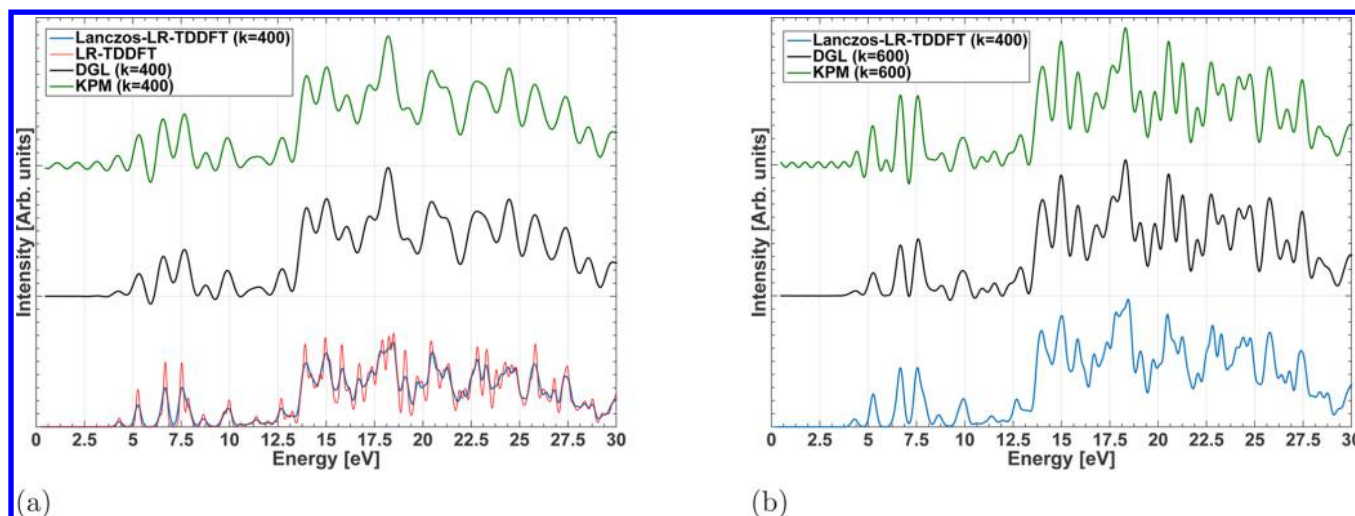 Lanczos-LR-TDDFT (k=400)
LR-TDDFT
DGL (k=400)
KPM (k=400)
Intensity [Arb. units]
0 2.5 5 7.5 10 12.5 15 17.5 20 22.5 25 27.5 30
Energy [eV]
(a)
Lanczos-LR-TDDFT (k=400)
DGL (k=600)
KPM (k=600)
Intensity [Arb. units]
0 2.5 5 7.5 10 12.5 15 17.5 20 22.5 25 27.5 30
Energy [eV]
(b)